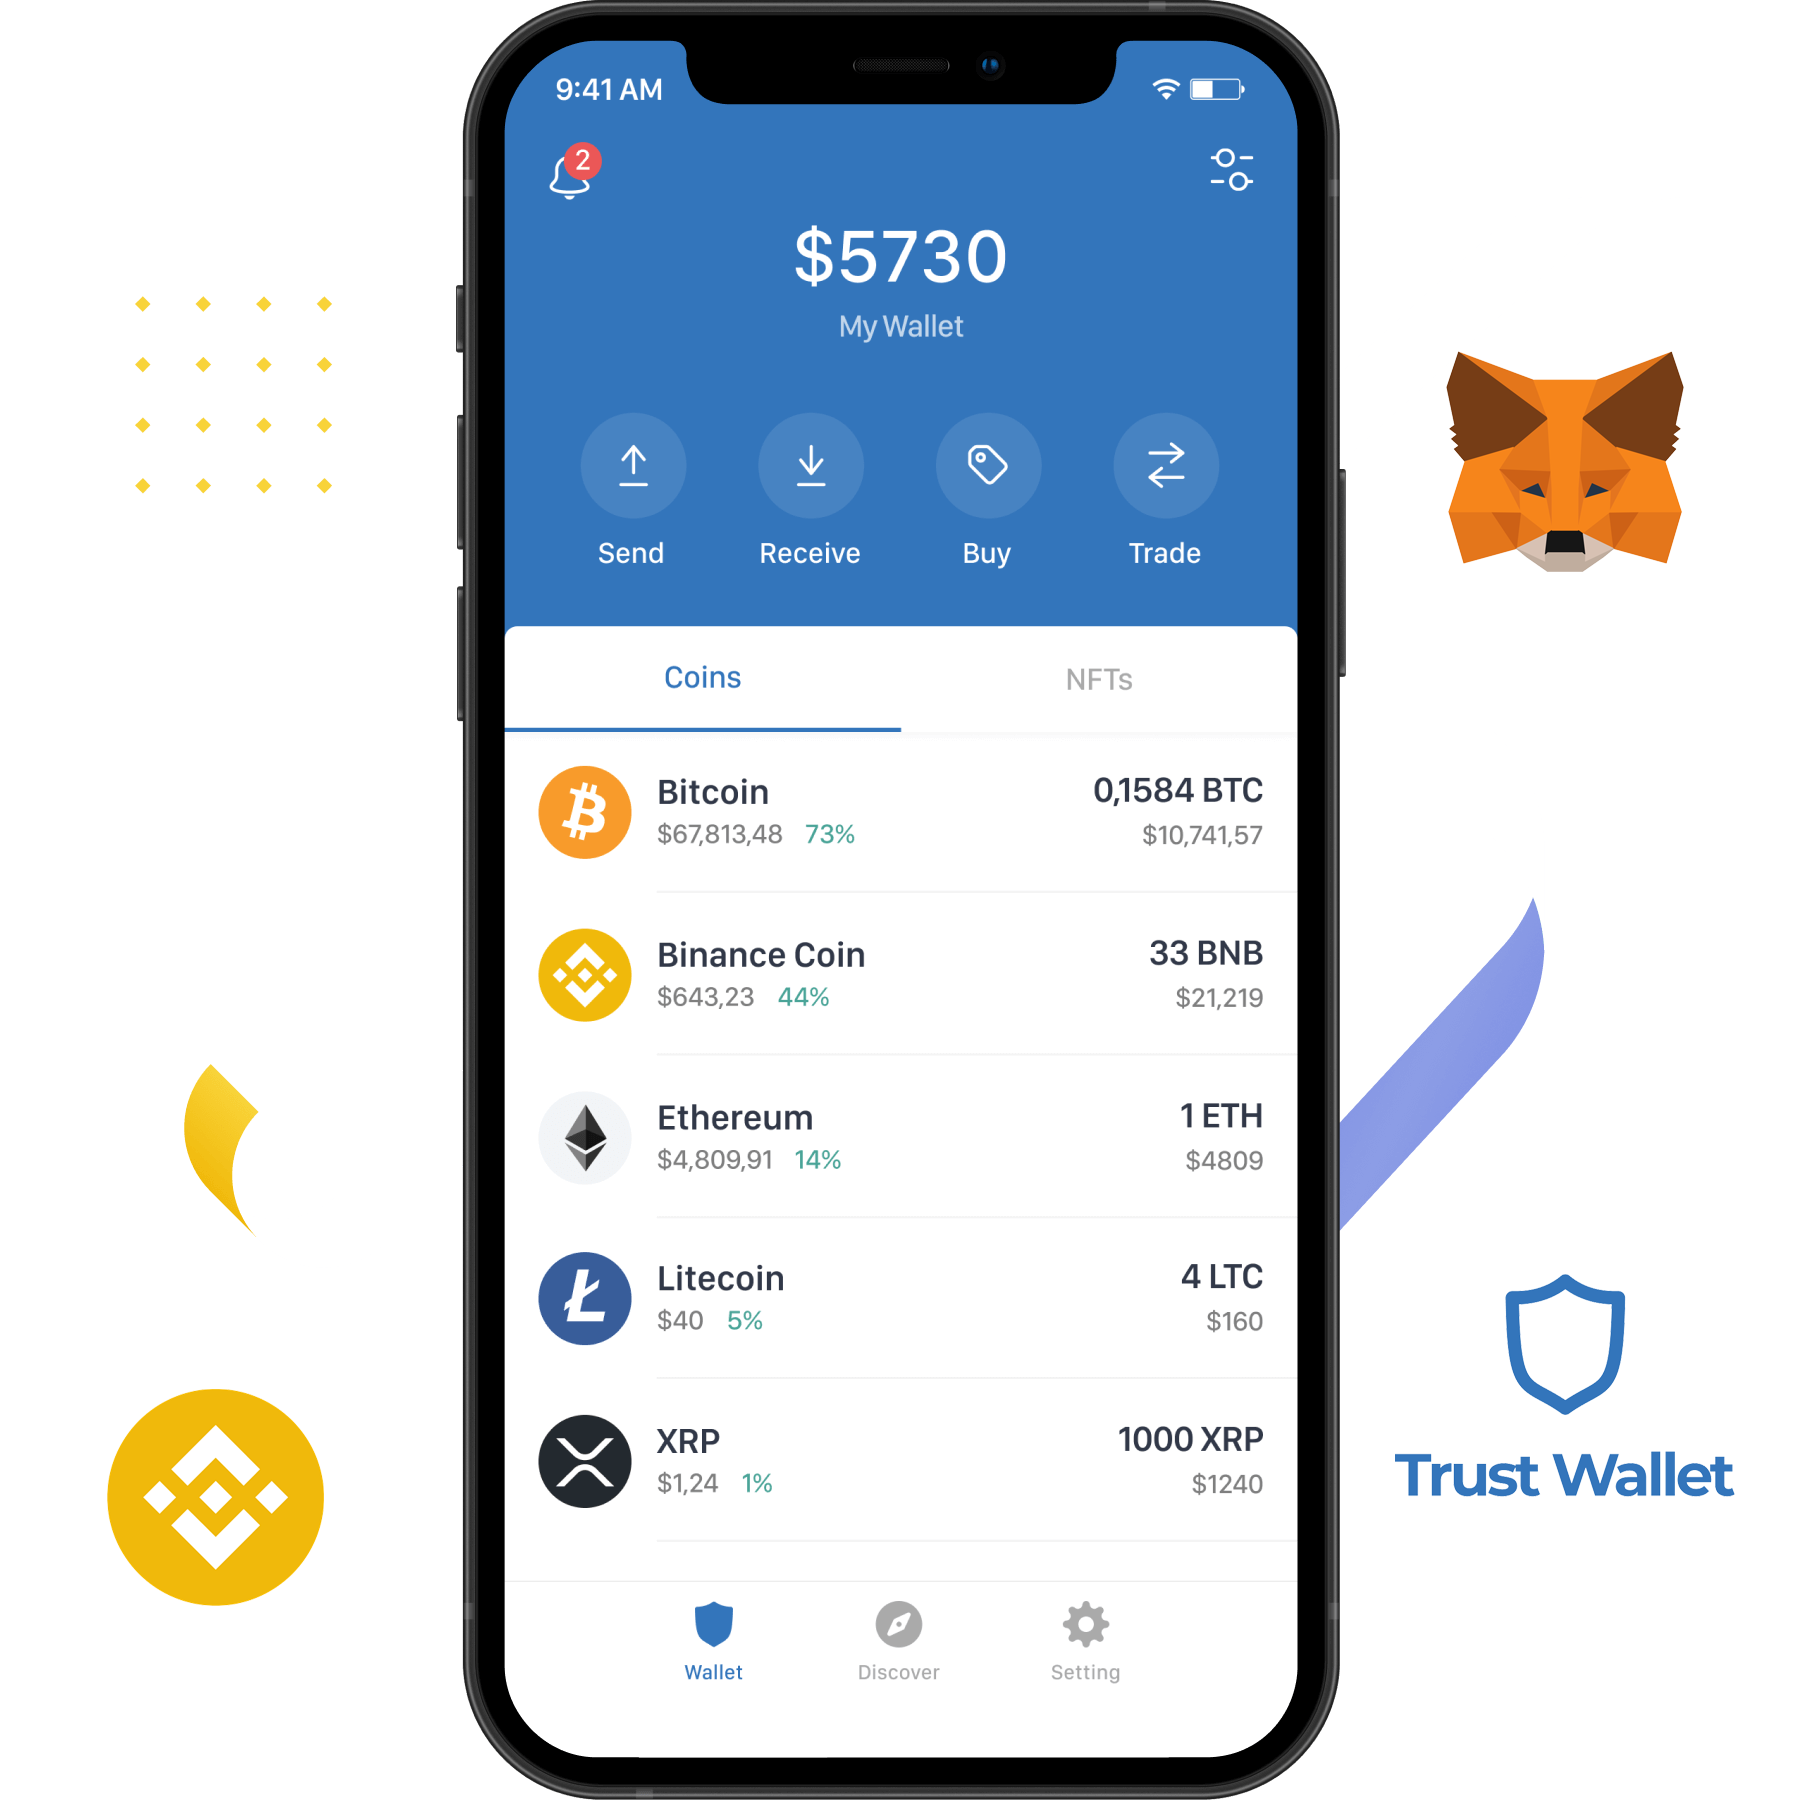 9:41 AM
2
$5730
My Wallet
Send Receive Buy Trade
Coins NFTs
Bitcoin 0,1584 BTC
$67,813,48 73% $10,741,57
Binance Coin 33 BNB
$643,23 44% $21,219
Ethereum 1 ETH
$4,809,91 14% $4809
Litecoin 4 LTC
$40 5% $160
XRP 1000 XRP
$1,24 1% $1240
Wallet Discover Setting
Trust Wallet